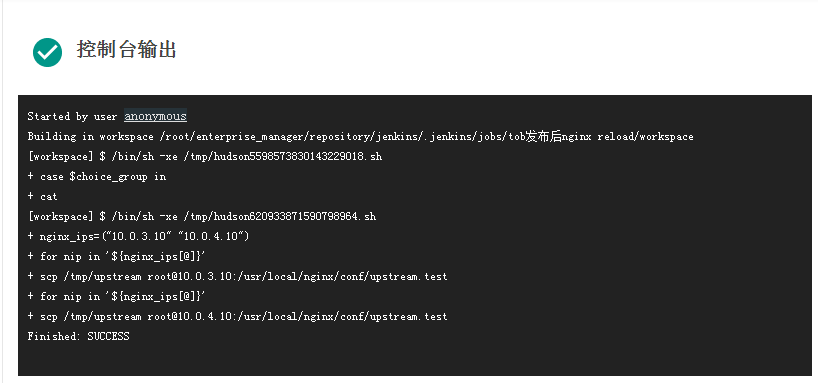 控制台输出
Started by user anonymous
Building in workspace /root/enterprise_manager/repository/jenkins/.jenkins/jobs/tob发布后nginx reload/workspace
[workspace] $ /bin/sh -xe /tmp/hudson5598573830143229018.sh
+ case $choice_group in
+ cat
[workspace] $ /bin/sh -xe /tmp/hudson620933871590798964.sh
+ nginx_ips=("10.0.3.10" "10.0.4.10")
+ for nip in '${nginx_ips[@]}'
+ scp /tmp/upstream root@10.0.3.10:/usr/local/nginx/conf/upstream.test
+ for nip in '${nginx_ips[@]}'
+ scp /tmp/upstream root@10.0.4.10:/usr/local/nginx/conf/upstream.test
Finished: SUCCESS